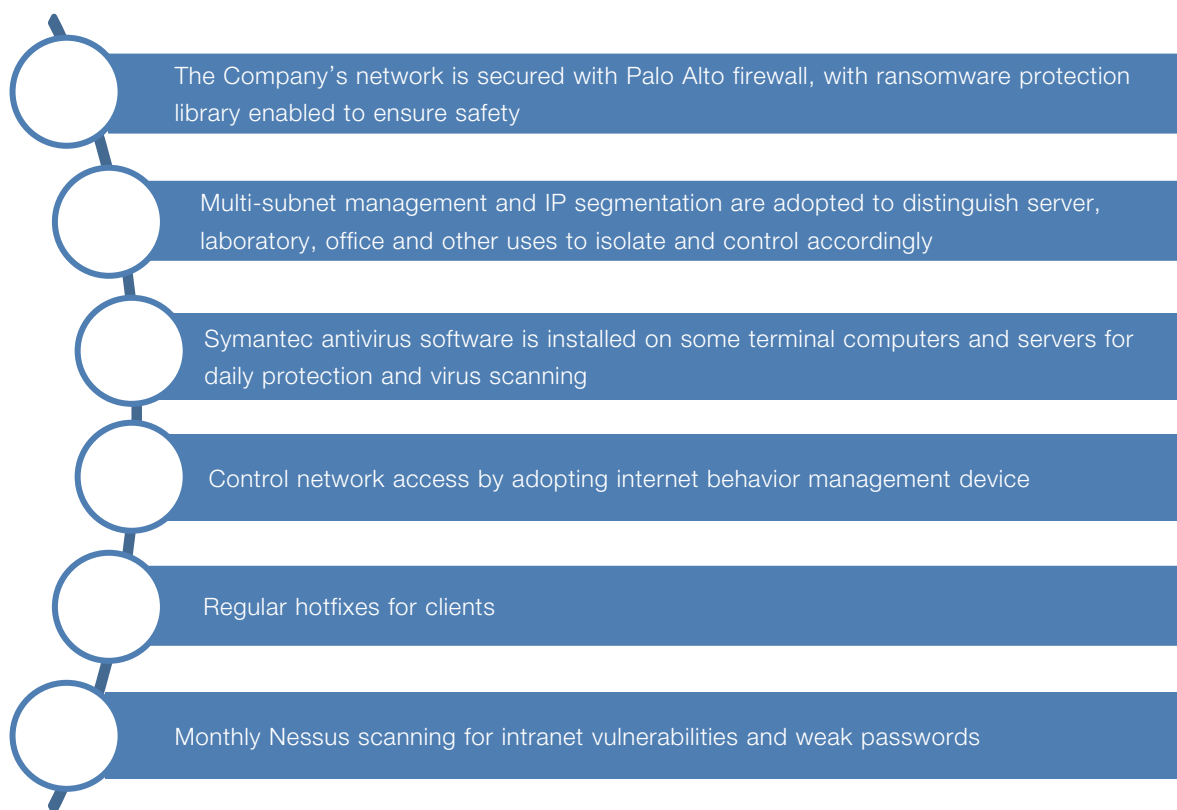 The Company’s network is secured with Palo Alto firewall, with ransomware protection
library enabled to ensure safety
Multi-subnet management and IP segmentation are adopted to distinguish server,
laboratory, office and other uses to isolate and control accordingly
Symantec antivirus software is installed on some terminal computers and servers for
daily protection and virus scanning
Control network access by adopting internet behavior management device
Regular hotfixes for clients
Monthly Nessus scanning for intranet vulnerabilities and weak passwords